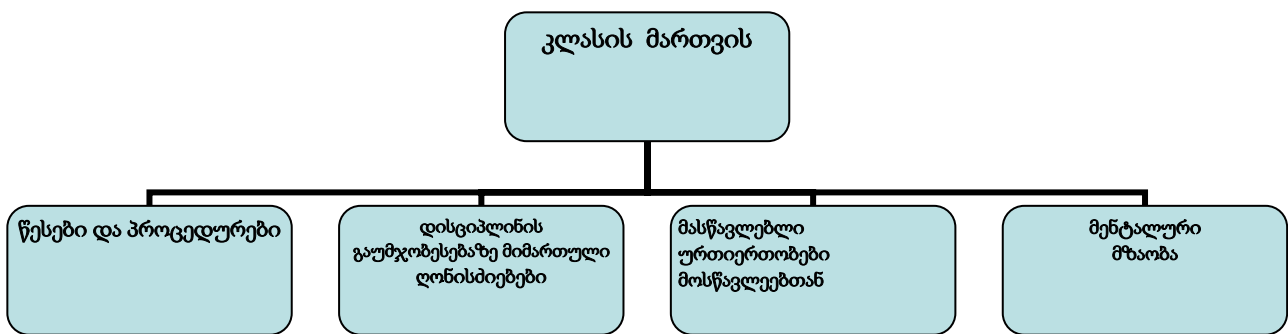 კლასის მართვის
წესები და პროცედურები
დისციპლინის
გაუმჯობესებაზე მიმართული
ღონისძიებები
მასწავლებლი
ურთიერთობები
მოსწავლეებთან
მენტალური
მზაობა